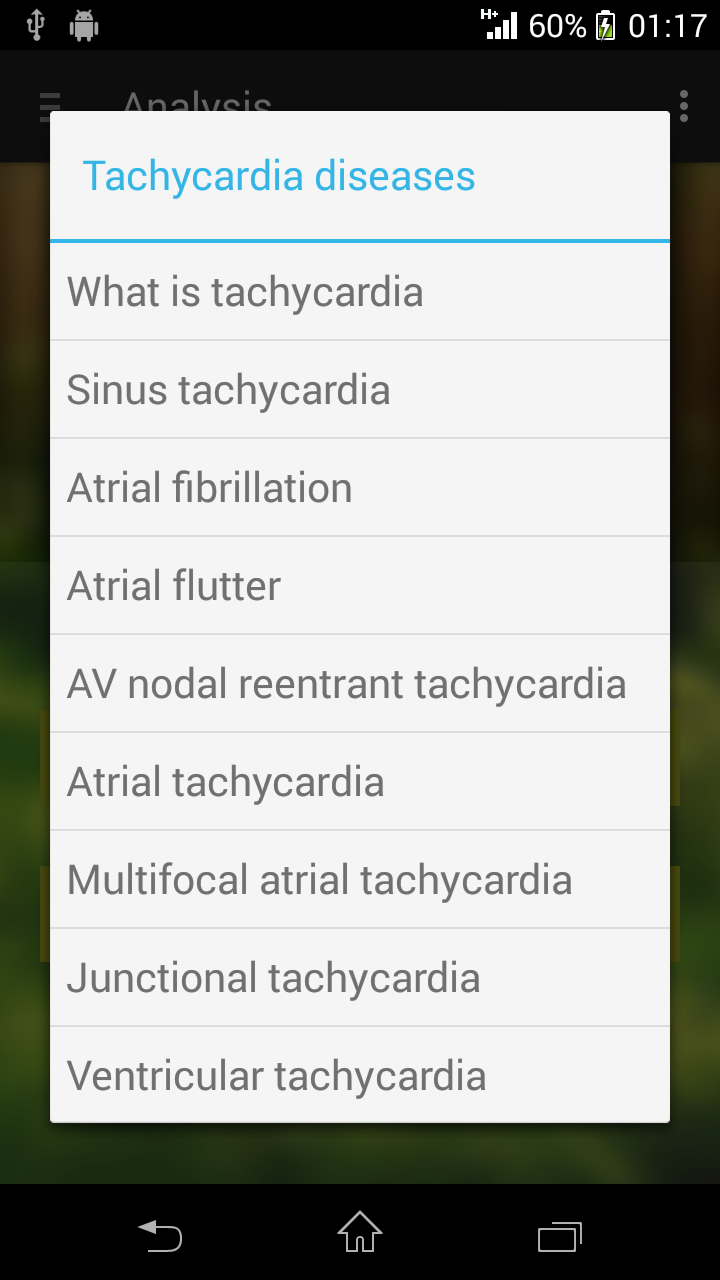 H+ 60% 01:17
Analysis
Tachycardia diseases
What is tachycardia
Sinus tachycardia
Atrial fibrillation
Atrial flutter
AV nodal reentrant tachycardia
Atrial tachycardia
Multifocal atrial tachycardia
Junctional tachycardia
Ventricular tachycardia